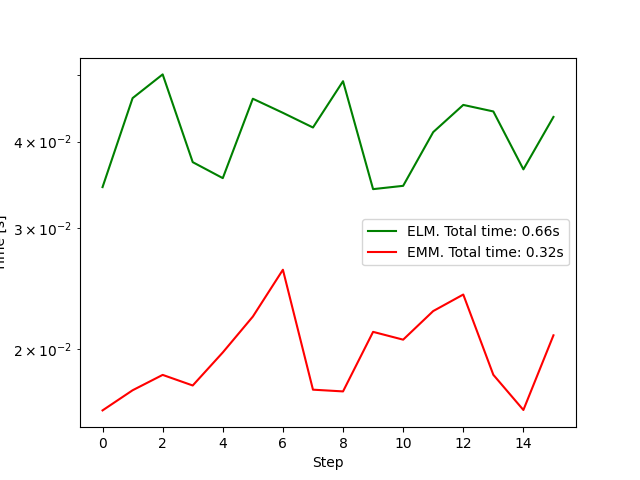 4 × 10⁻²
3 × 10⁻²
2 × 10⁻²
ELM. Total time: 0.66s
EMM. Total time: 0.32s
0 2 4 6 8 10 12 14
Step